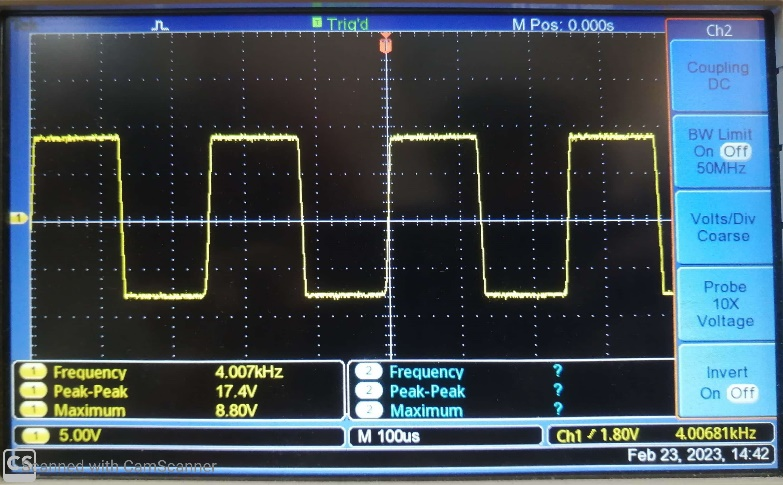 Trig'd M Pos: 0.000s
Ch2
Coupling
DC
BW Limit
On Off
50MHz
Volts/Div
Coarse
Probe
10X
Voltage
Invert
On Off
1
1 Frequency 4.007kHz
1 Peak-Peak 17.4V
1 Maximum 8.80V
2 Frequency ?
2 Peak-Peak ?
2 Maximum ?
1 5.00V
M 100us
Ch1 1.80V 4.00681kHz
Feb 23, 2023, 14:42
CS Scanned with CamScanner